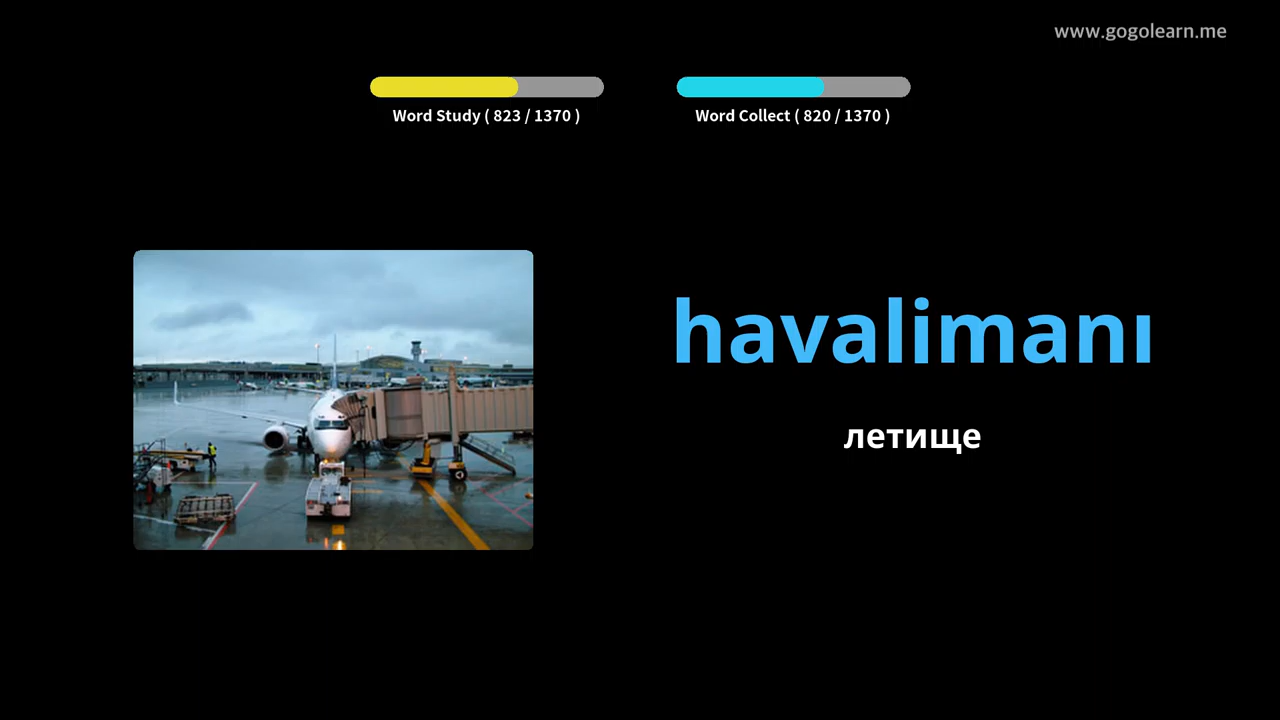 www.gogolearn.me
Word Study ( 823 / 1370 )
Word Collect ( 820 / 1370 )
havalimanı
летище